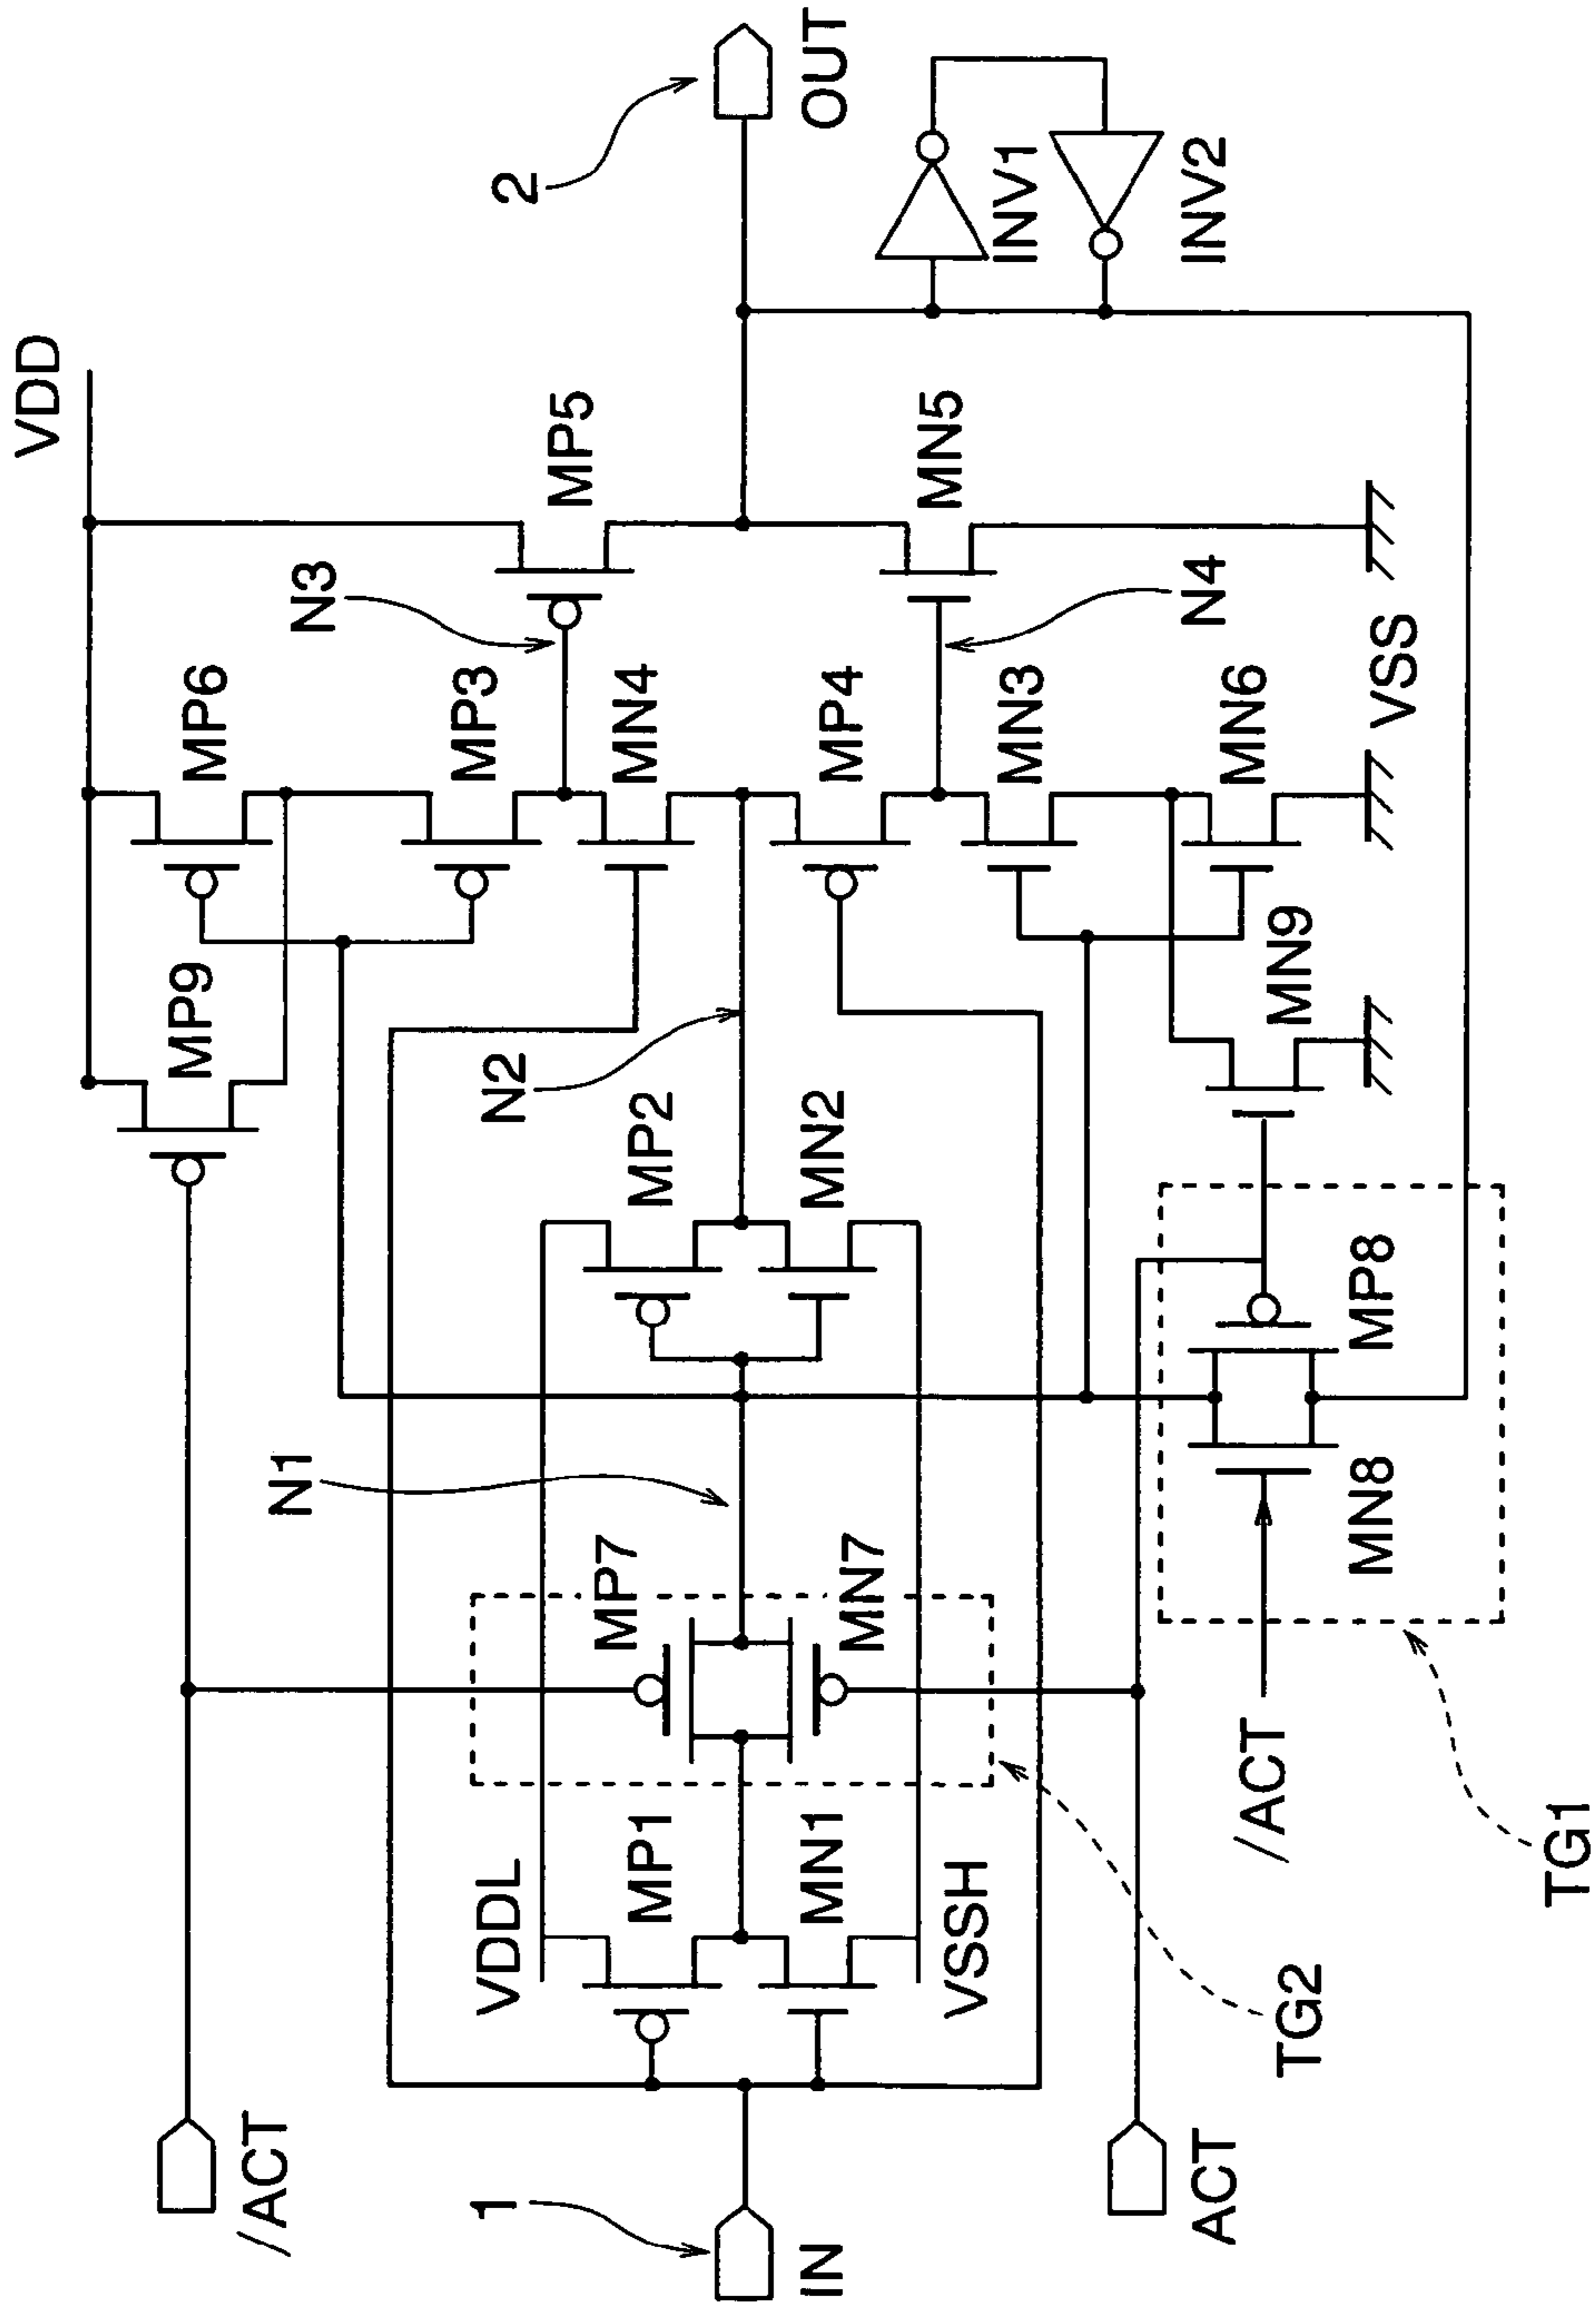 VDD
2
OUT
N3
MP5
MP6
MP3
MN4
MP4
MN3
MN6
N4
MN5
INV1
INV2
VSS
MP9
N2
MP2
MN2
MN9
N1
MP7
MN7
MP8
MN8
VDDL
MP1
MN1
VSSH
/ACT
TG1
TG2
/ACT
1
IN
ACT